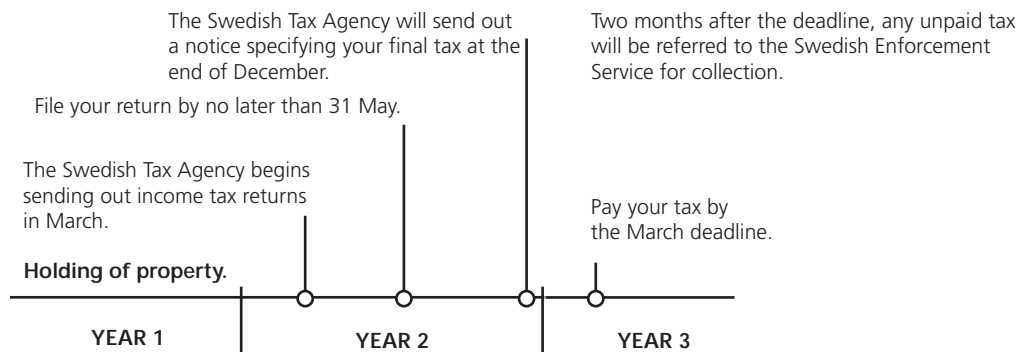 The Swedish Tax Agency will send out
a notice specifying your final tax at the
end of December.
Two months after the deadline, any unpaid tax
will be referred to the Swedish Enforcement
Service for collection.
File your return by no later than 31 May.
The Swedish Tax Agency begins
sending out income tax returns
in March.
Pay your tax by
the March deadline.
Holding of property.
YEAR 1
YEAR 2
YEAR 3